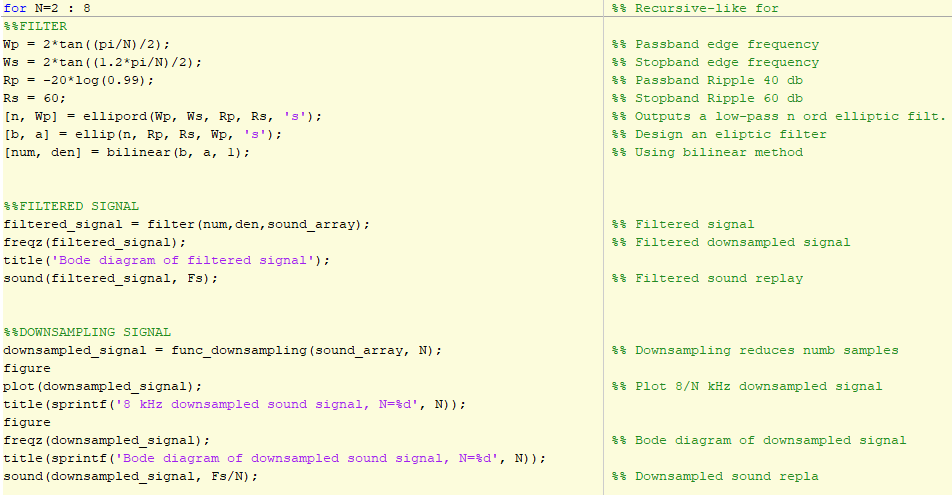 for N=2 : 8 %% Recursive-like for
%%FILTER
Wp = 2*tan((pi/N)/2); %% Passband edge frequency
Ws = 2*tan((1.2*pi/N)/2); %% Stopband edge frequency
Rp = -20*log(0.99); %% Passband Ripple 40 db
Rs = 60; %% Stopband Ripple 60 db
[n, Wp] = ellipord(Wp, Ws, Rp, Rs, 's'); %% Outputs a low-pass n ord elliptic filt.
[b, a] = ellip(n, Rp, Rs, Wp, 's'); %% Design an eliptic filter
[num, den] = bilinear(b, a, 1); %% Using bilinear method
%%FILTERED SIGNAL
filtered_signal = filter(num,den,sound_array); %% Filtered signal
freqz(filtered_signal); %% Filtered downsampled signal
title('Bode diagram of filtered signal');
sound(filtered_signal, Fs); %% Filtered sound replay
%%DOWNSAMPLING SIGNAL
downsampled_signal = func_downsampling(sound_array, N); %% Downsampling reduces numb samples
figure
plot(downsampled_signal); %% Plot 8/N kHz downsampled signal
title(sprintf('8 kHz downsampled sound signal, N=%d', N));
figure
freqz(downsampled_signal); %% Bode diagram of downsampled signal
title(sprintf('Bode diagram of downsampled sound signal, N=%d', N));
sound(downsampled_signal, Fs/N); %% Downsampled sound repla